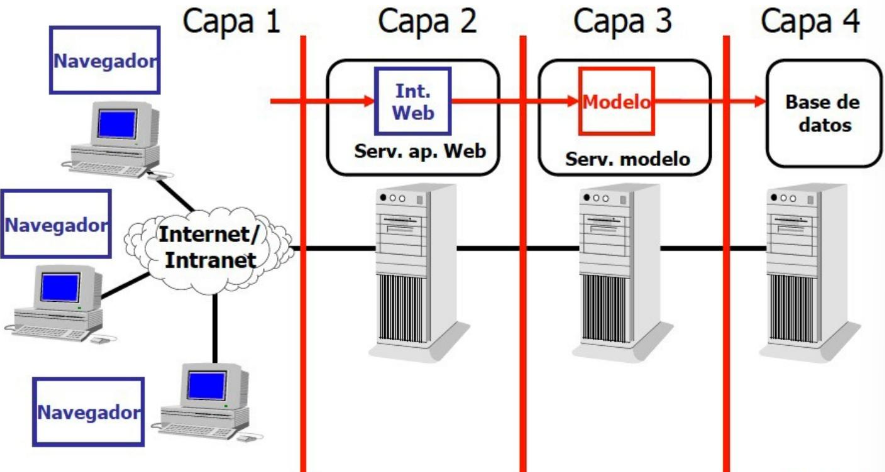 Capa 1
Capa 2
Capa 3
Capa 4
Navegador
Int.
Web
Serv. ap. Web
Modelo
Serv. modelo
Base de
datos
Navegador
Internet/
Intranet
Navegador